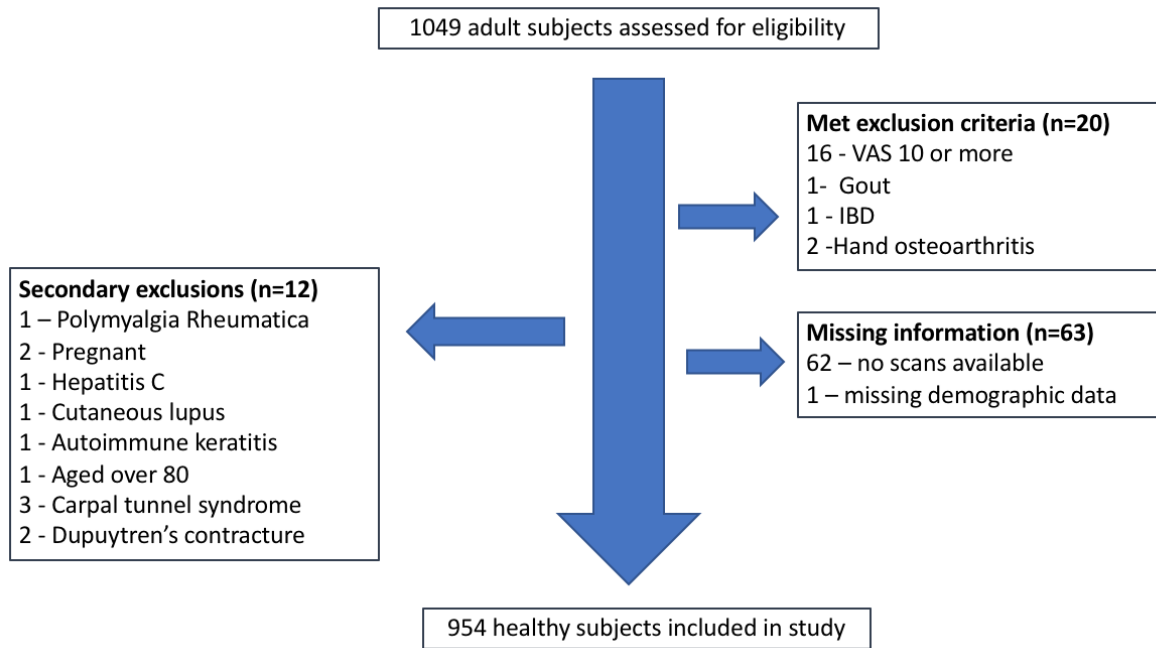 1049 adult subjects assessed for eligibility
Met exclusion criteria (n=20)
16 - VAS 10 or more
1-  Gout
1 - IBD
2 -Hand osteoarthritis
Secondary exclusions (n=12)
1 – Polymyalgia Rheumatica
2 - Pregnant
1 - Hepatitis C
1 - Cutaneous lupus
1 - Autoimmune keratitis
1 - Aged over 80
3 - Carpal tunnel syndrome
2 - Dupuytren’s contracture
Missing information (n=63)
62 – no scans available
1 – missing demographic data
954 healthy subjects included in study